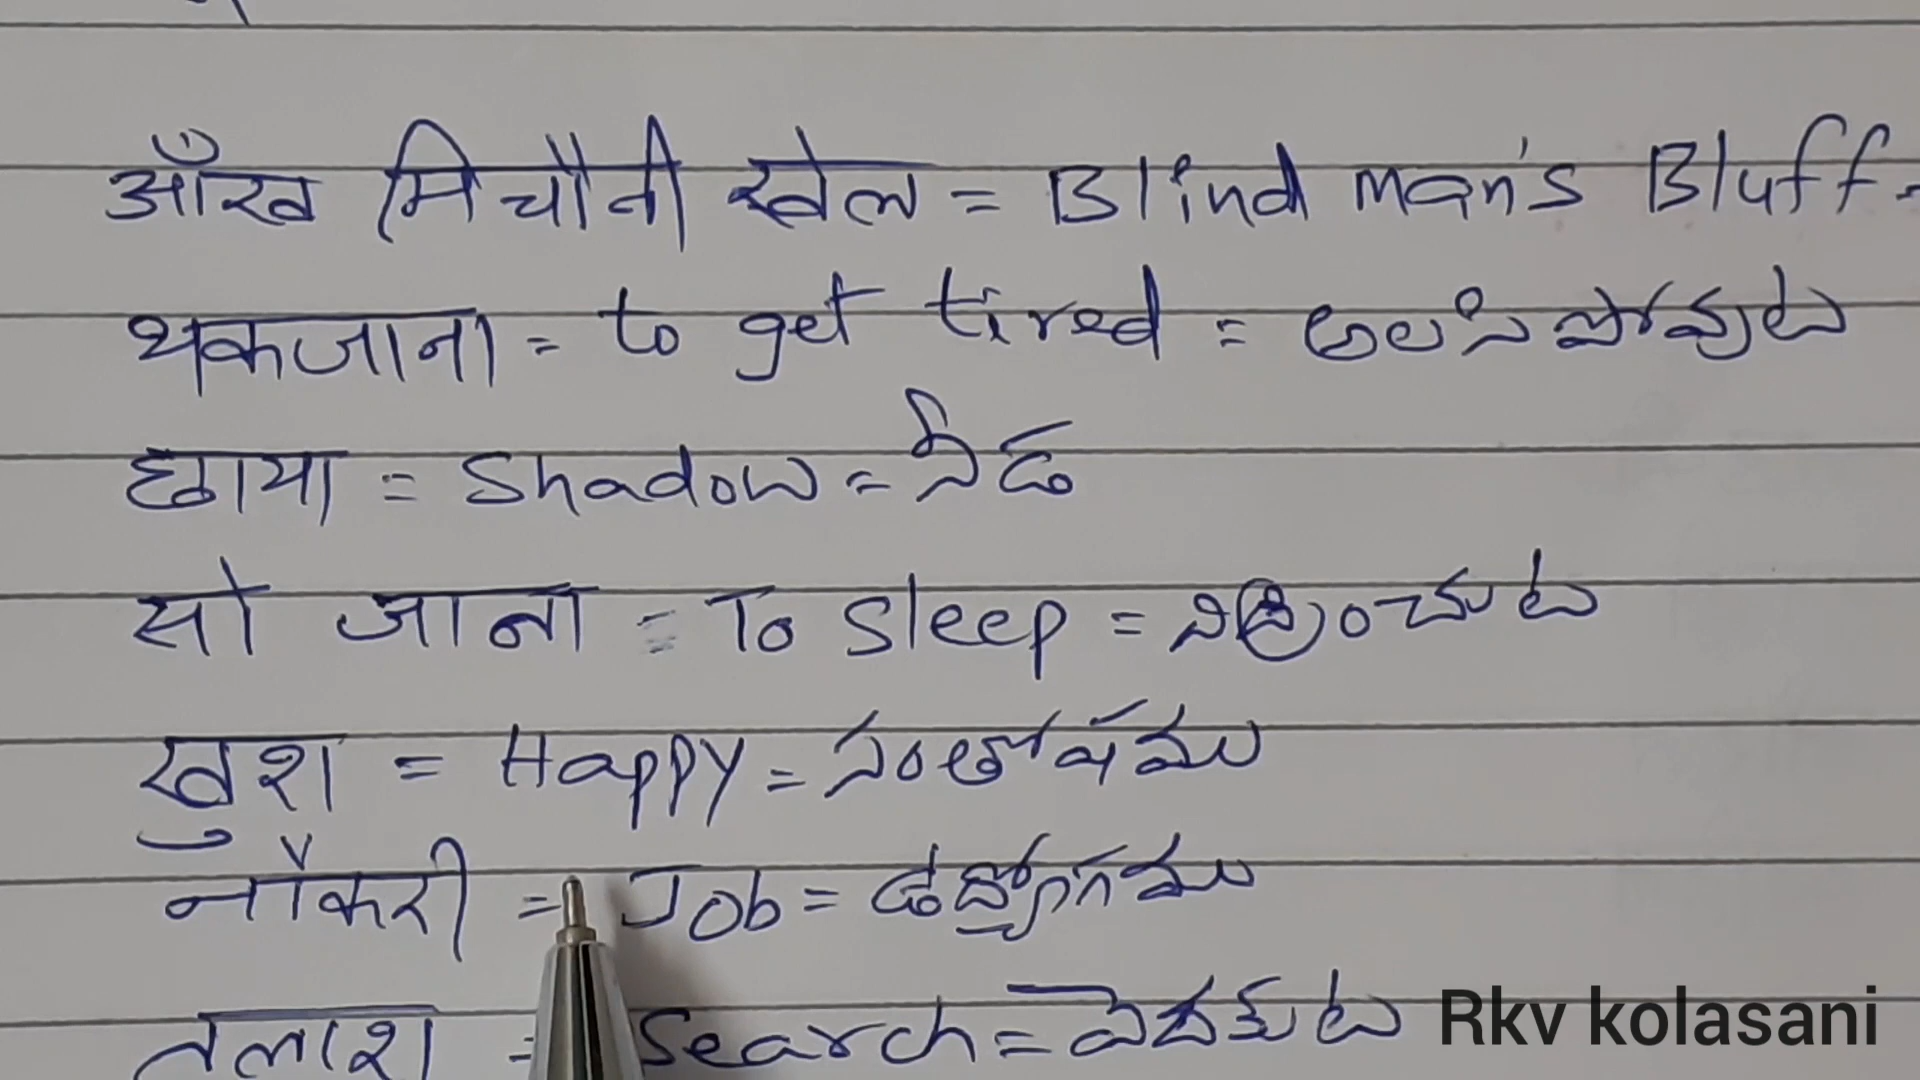 आँख मिचौनी खेल = Blind man's Bluff -
थकजाना = to get tired = అలసిపోవుట
छाया = Shadow = నీడ
सो जाना = To Sleep = నిద్రించుట
खुश = Happy = సంతోషము
नौकरी = Job = ఉద్యోగము
तलाश = Search = వెదకుట
Rkv kolasani